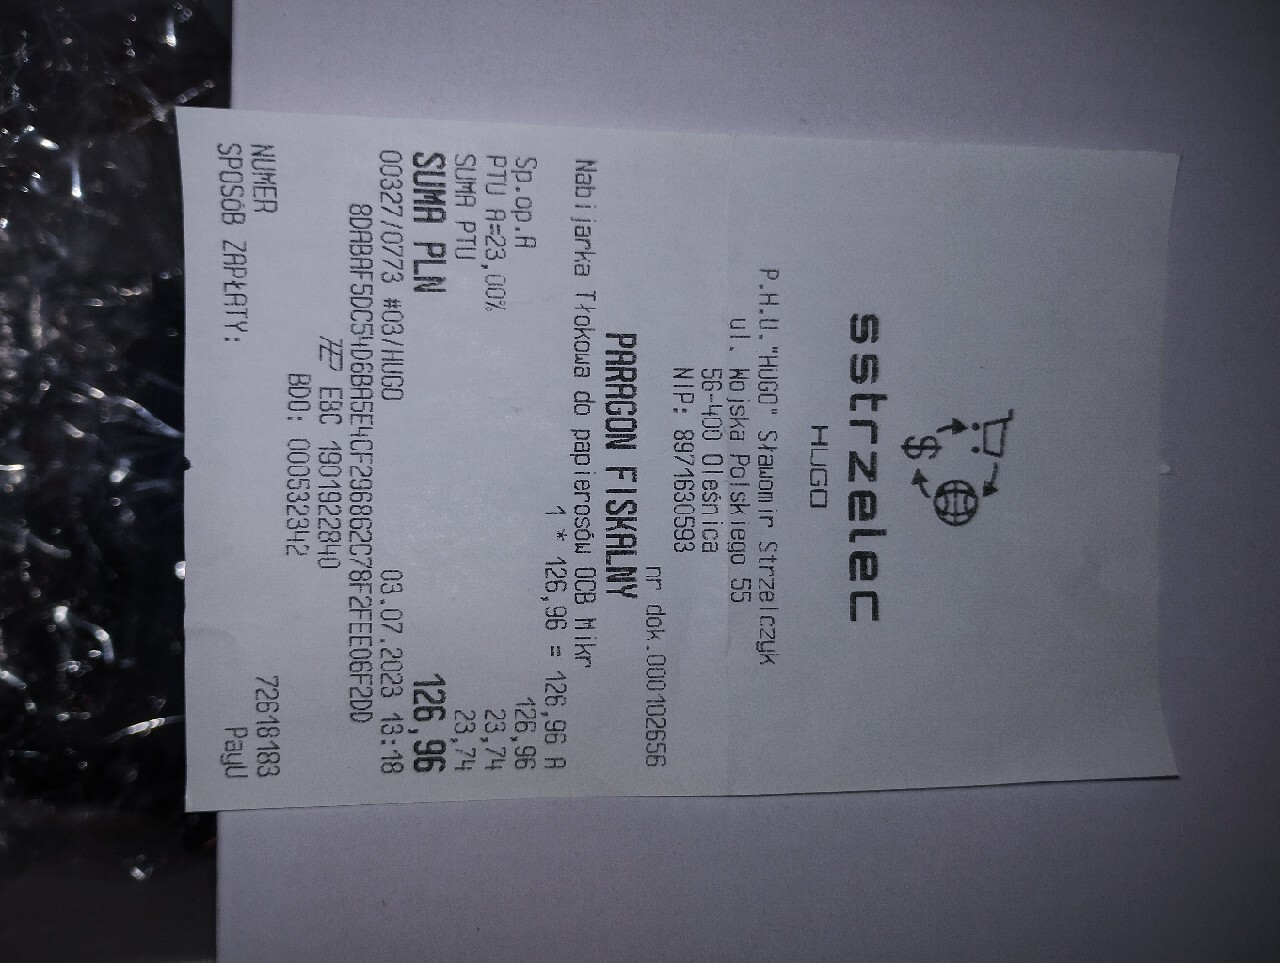 sstrzelec
HUGO
P.H.U."HUGO" Sławomir Strzelczyk
ul. Wojska Polskiego 55
56-400 Oleśnica
NIP: 8971630593
nr dok.000102656
PARAGON FISKALNY
Nabijarka Tłokowa do papierosów OCB Mikr
1 * 126,96 = 126,96 A
Sp.op.A 126,96
PTU A=23,00% 23,74
SUMA PTU 23,74
SUMA PLN 126,96
00327/0773 #03/HUGO 03.07.2023 13:18
8DABAF5DC54D6BA5E4CF296862C78F2FEE06F2DD
EBC 1901922840
BDO: 000532342
NUMER 72618183
SPOSÓB ZAPŁATY: PayU